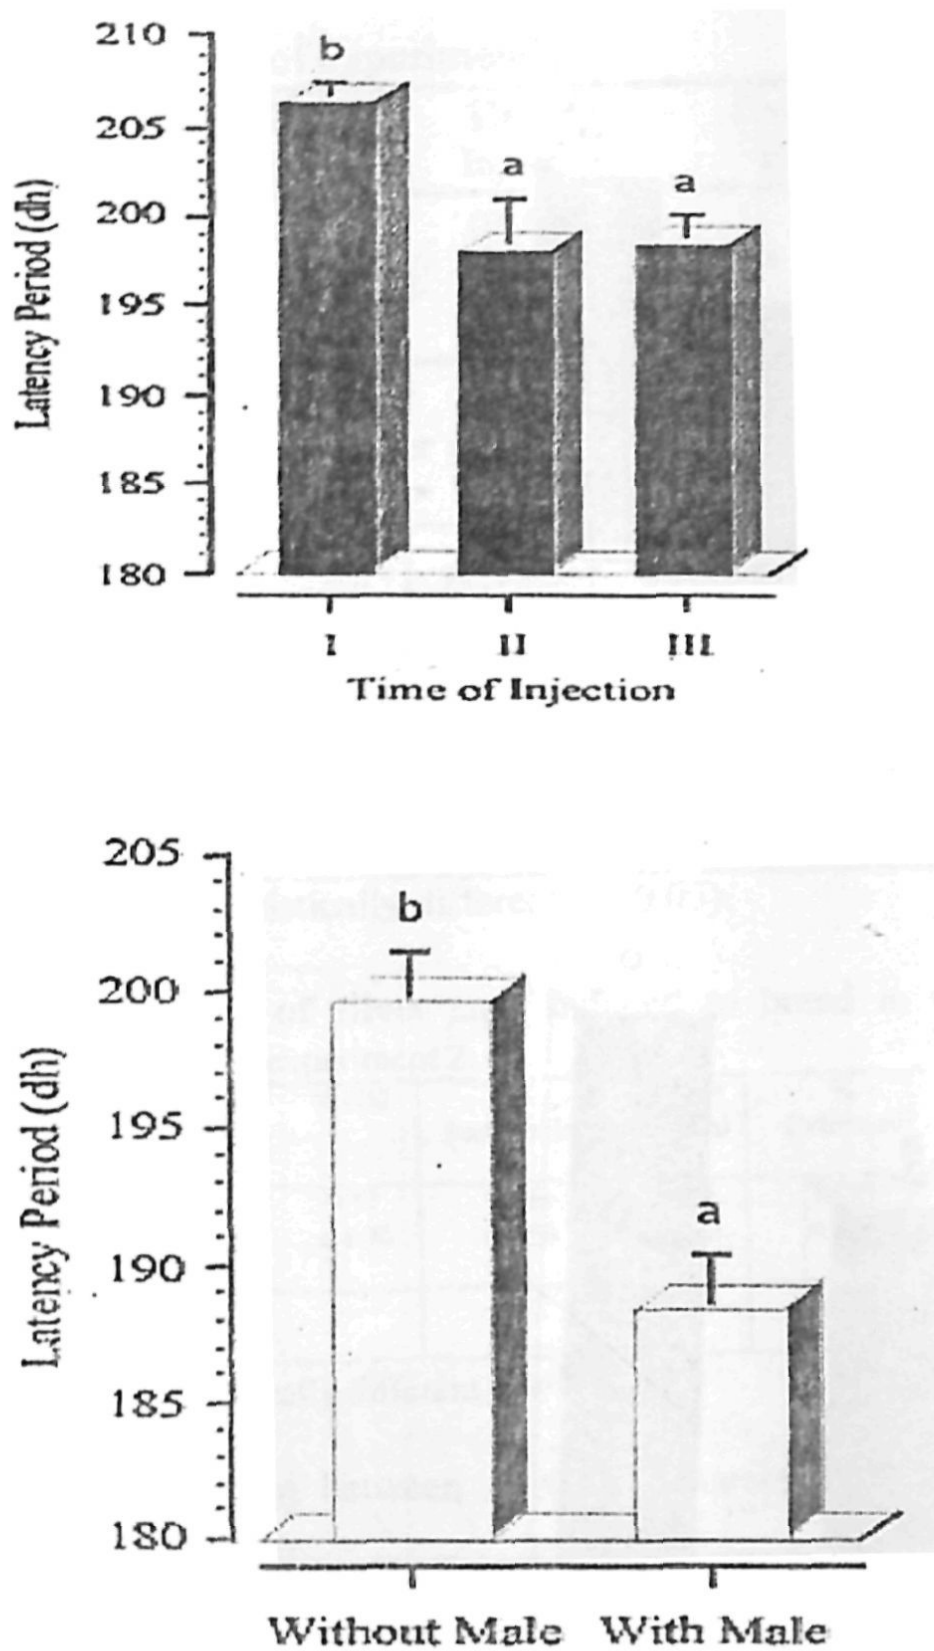 210
b
205
a
a
200
195
190
185
180
Latency Period (dh)
I
II
III
Time of Injection
205
b
200
195
a
190
185
180
Latency Period (dh)
Without Male
With Male